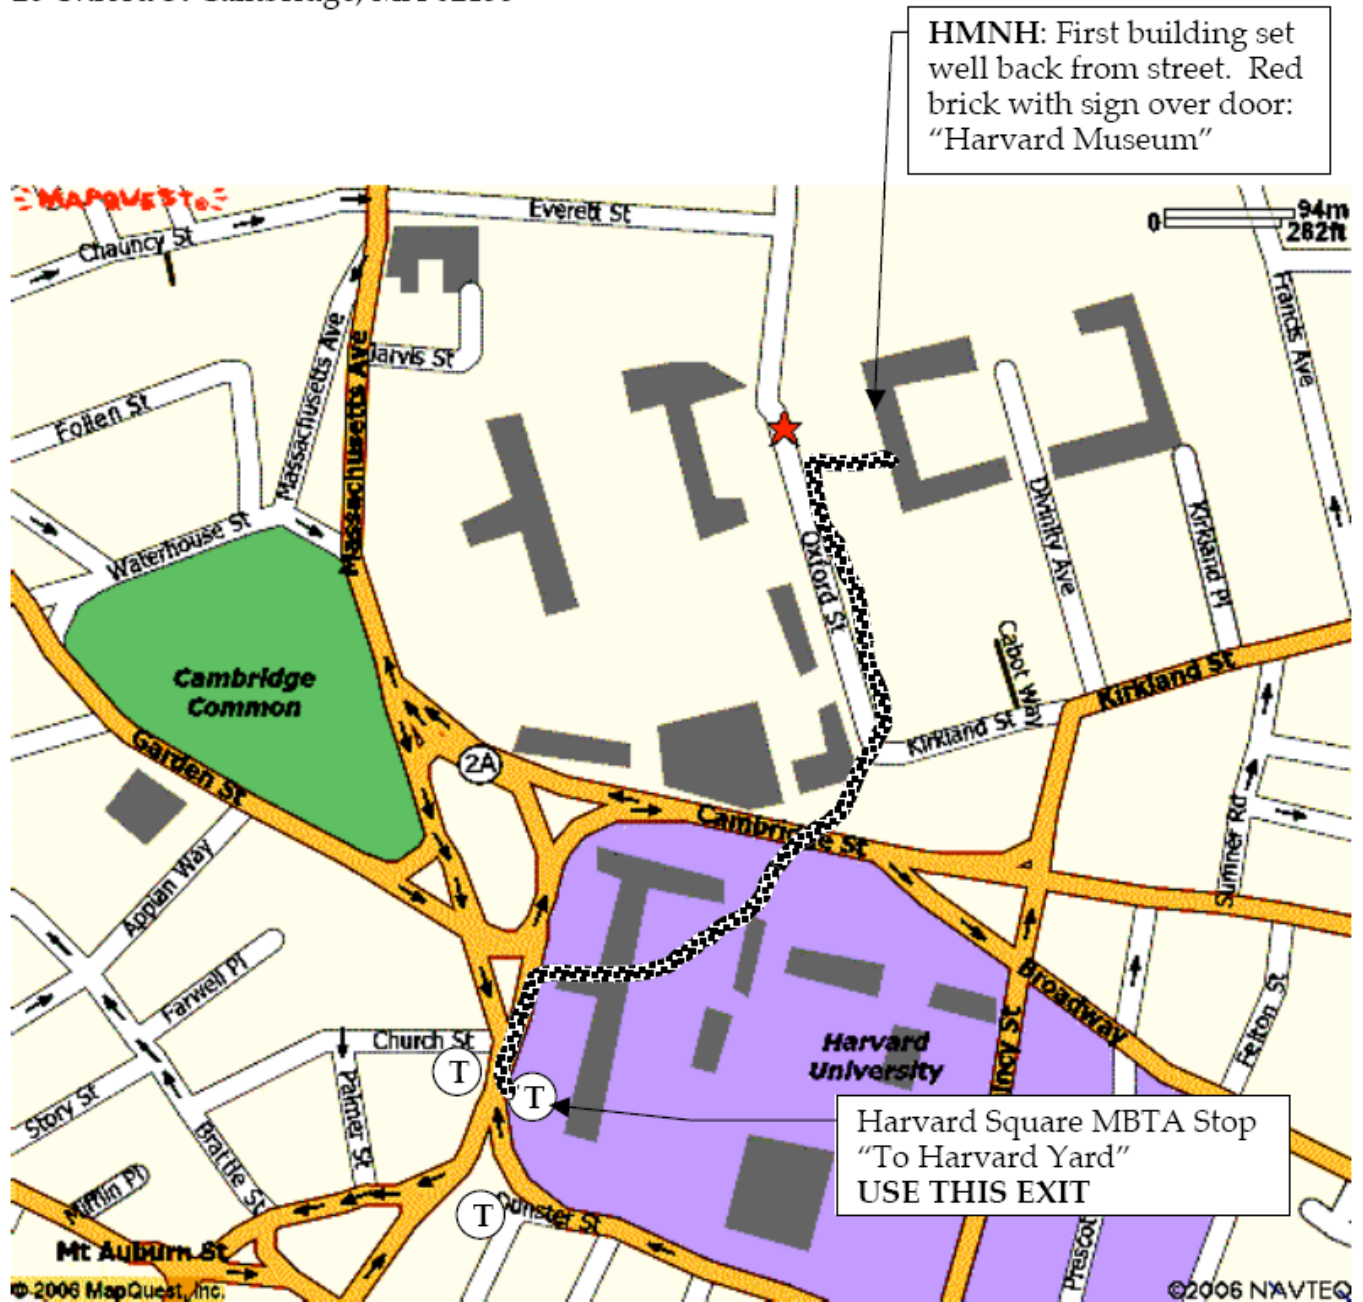 HMNH: First building set
well back from street. Red
brick with sign over door:
“Harvard Museum”
MAPQUEST
Everett St
0
94m
282ft
Chauncy St
Francis Ave
Massachusetts Ave
Massachusetts Ave
Jarvis St
Follen St
Waterhouse St
Oxford St
Divinity Ave
Kirkland Pl
Cabot Way
Kirkland St
Kirkland St
Cambridge
Common
Garden St
2A
Cambridge St
Sumner Rd
Appian Way
Farwell Pl
Broadway
Felton St
Church St
Harvard
University
T
T
Palmer St
Story St
Brattle St
Harvard Square MBTA Stop
“To Harvard Yard”
USE THIS EXIT
Mifflin Pl
T
Dunster St
Mt Auburn St
© 2006 MapQuest, Inc.
©2006 NAVTEQ